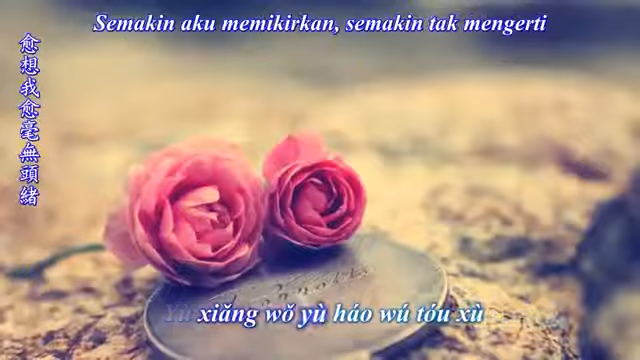 Semakin aku memikirkan, semakin tak mengerti
愈想我愈毫無頭緒
Yù xiǎng wǒ yù háo wú tóu xù